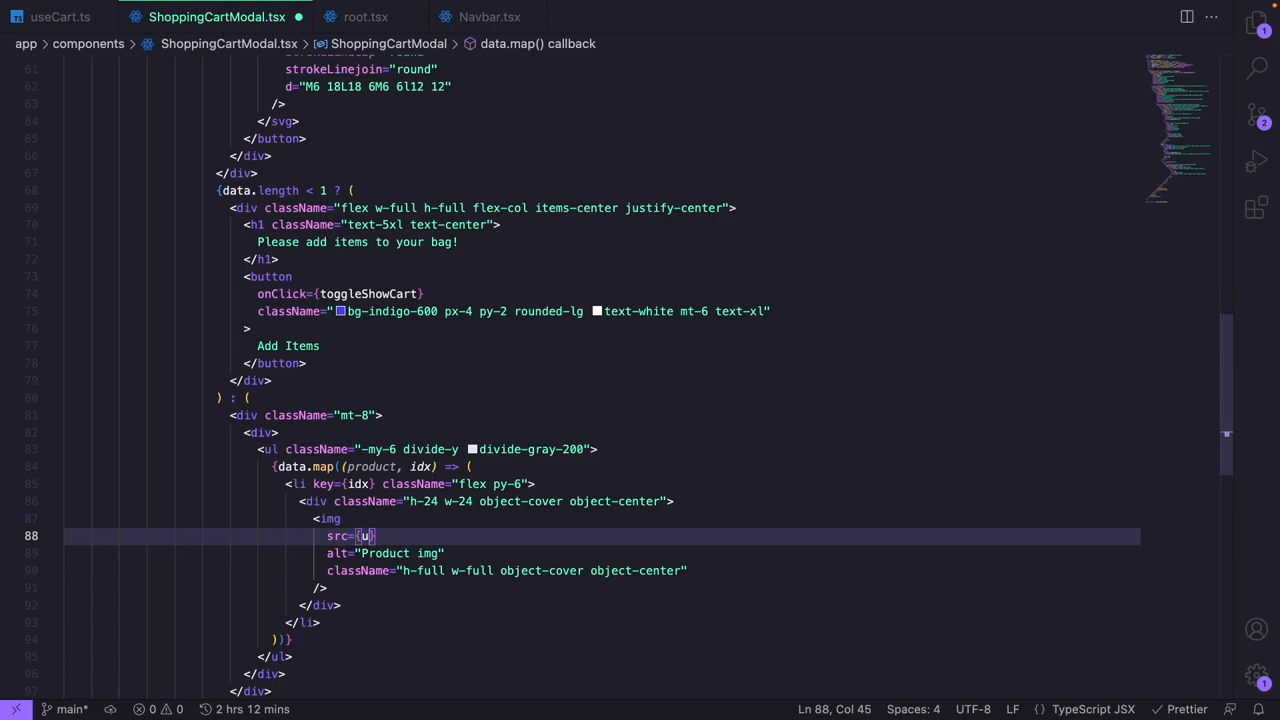 TS useCart.ts ShoppingCartModal.tsx root.tsx Navbar.tsx
app > components > ShoppingCartModal.tsx > ShoppingCartModal > data.map() callback
61 strokeLinejoin="round"
62 d="M6 18L18 6M6 6l12 12"
63 />
64 </svg>
65 </button>
66 </div>
67 </div>
68 {data.length < 1 ? (
69 <div className="flex w-full h-full flex-col items-center justify-center">
70 <h1 className="text-5xl text-center">
71 Please add items to your bag!
72 </h1>
73 <button
74 onClick={toggleShowCart}
75 className="bg-indigo-600 px-4 py-2 rounded-lg text-white mt-6 text-xl"
76 >
77 Add Items
78 </button>
79 </div>
80 ) : (
81 <div className="mt-8">
82 <div>
83 <ul className="-my-6 divide-y divide-gray-200">
84 {data.map((product, idx) => (
85 <li key={idx} className="flex py-6">
86 <div className="h-24 w-24 object-cover object-center">
87 <img
88 src={u}
89 alt="Product img"
90 className="h-full w-full object-cover object-center"
91 />
92 </div>
93 </li>
94 ))}
95 </ul>
96 </div>
97 </div>
1
2
1
main* 0 0 2 hrs 12 mins Ln 88, Col 45 Spaces: 4 UTF-8 LF {} TypeScript JSX Prettier